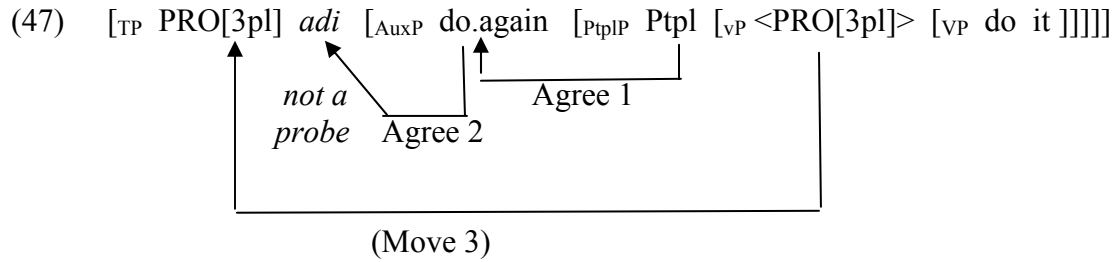 (47) [TP PRO[3pl] adi [AuxP do.again [PtplP Ptpl [vP <PRO[3pl]> [VP do it ]]]]]
not a Agree 1
probe Agree 2
(Move 3)